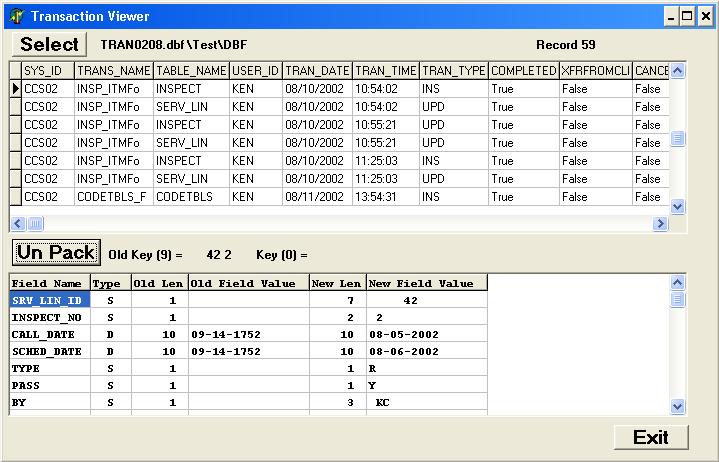 Transaction Viewer
Select TRAN0208.dbf \Test\DBF Record 59
SYS_ID TRANS_NAME TABLE_NAME USER_ID TRAN_DATE TRAN_TIME TRAN_TYPE COMPLETED XFRFROMCLI CANCE
CCS02 INSP_ITMFo INSPECT KEN 08/10/2002 10:54:02 INS True False False
CCS02 INSP_ITMFo SERV_LIN KEN 08/10/2002 10:54:02 UPD True False False
CCS02 INSP_ITMFo INSPECT KEN 08/10/2002 10:55:21 UPD True False False
CCS02 INSP_ITMFo SERV_LIN KEN 08/10/2002 10:55:21 UPD True False False
CCS02 INSP_ITMFo INSPECT KEN 08/10/2002 11:25:03 INS True False False
CCS02 INSP_ITMFo SERV_LIN KEN 08/10/2002 11:25:03 UPD True False False
CCS02 CODETBLS_F CODETBLS KEN 08/11/2002 13:54:31 INS True False False
Un Pack Old Key (9) = 42 2 Key (0) =
Field Name Type Old Len Old Field Value New Len New Field Value
SRV_LIN_ID S 1 7 42
INSPECT_NO S 1 2 2
CALL_DATE D 10 09-14-1752 10 08-05-2002
SCHED_DATE D 10 09-14-1752 10 08-06-2002
TYPE S 1 1 R
PASS S 1 1 Y
BY S 1 3 KC
Exit